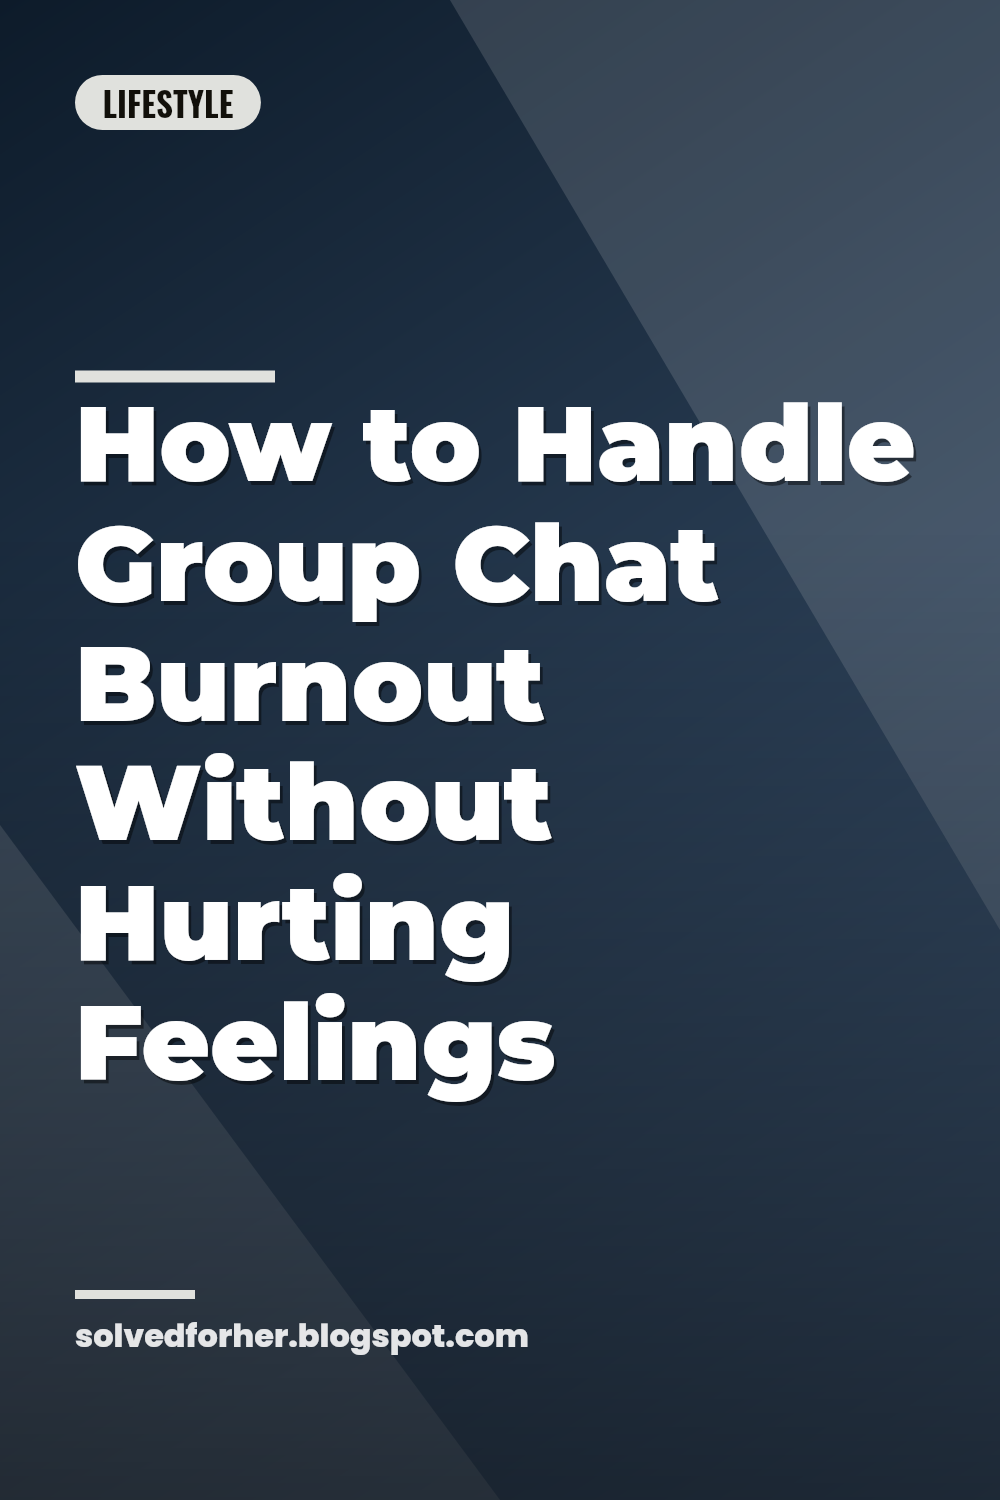 LIFESTYLE
How to Handle
Group Chat
Burnout
Without
Hurting
Feelings
solvedforher.blogspot.com